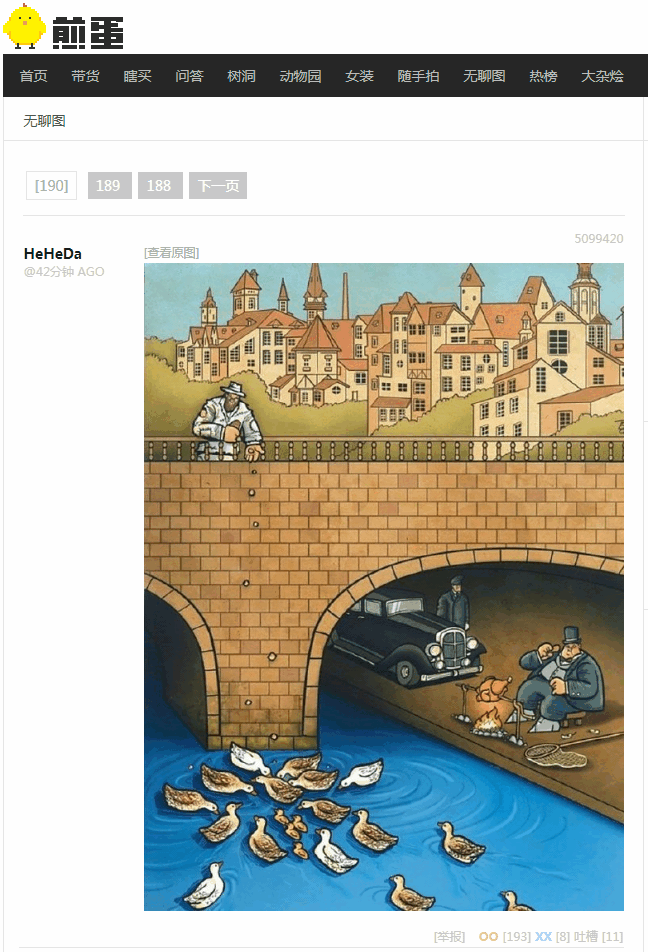 煎蛋
首页 带货 瞎买 问答 树洞 动物园 女装 随手拍 无聊图 热榜 大杂烩
无聊图
[190] 189 188 下一页
5099420
HeHeDa [查看原图]
@42分钟 AGO
[举报] OO [193] XX [8] 吐槽 [11]